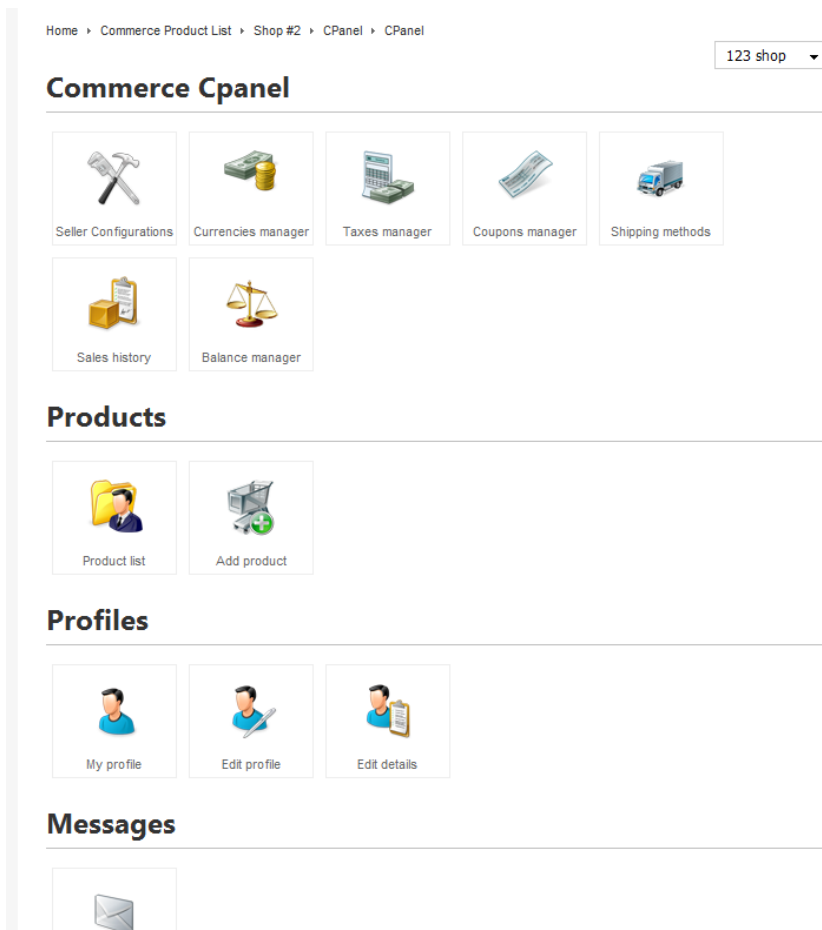 Home › Commerce Product List › Shop #2 › CPanel › CPanel
123 shop
Commerce Cpanel
Seller Configurations Currencies manager Taxes manager Coupons manager Shipping methods
Sales history Balance manager
Products
Product list Add product
Profiles
My profile Edit profile Edit details
Messages